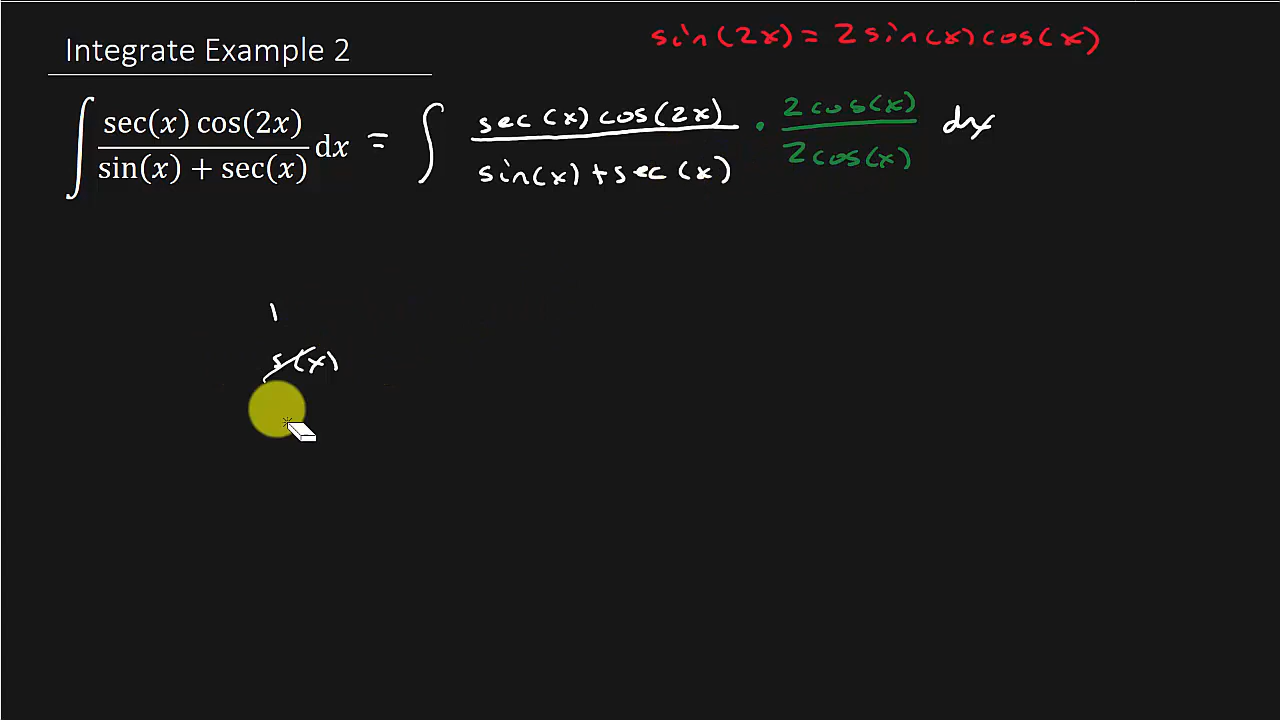 sin(2x) = 2sin(x)cos(x)
Integrate Example 2
∫ sec(x) cos(2x) / sin(x) + sec(x) dx = ∫ sec(x) cos(2x) / sin(x) + sec(x) · 2cos(x) / 2cos(x) dx
(x)